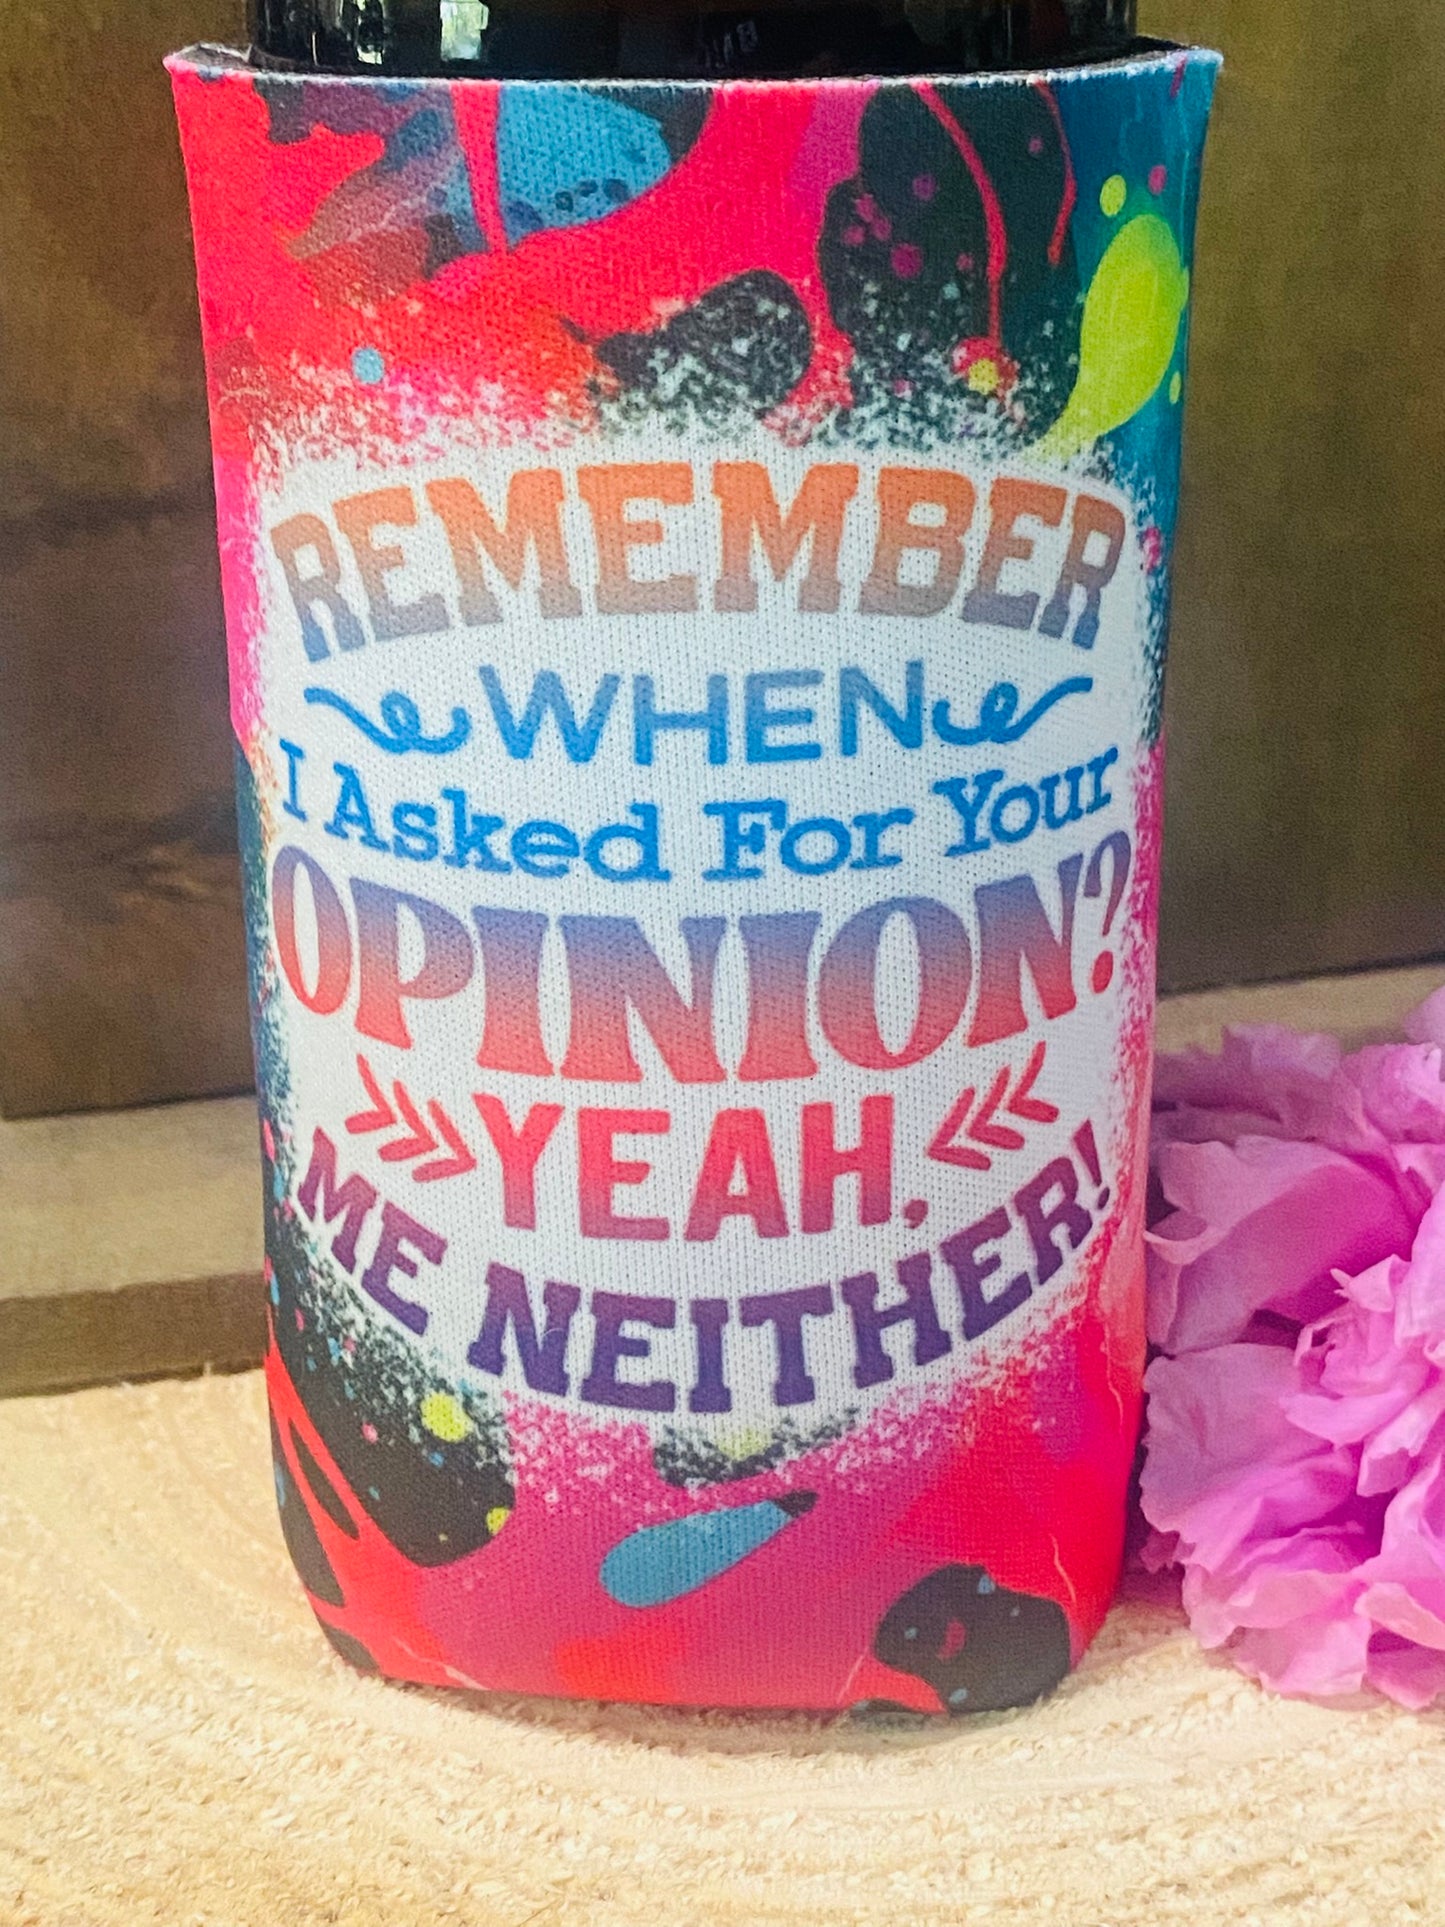 REMEMBER
WHEN
I Asked For Your
OPINION?
YEAH,
ME NEITHER!